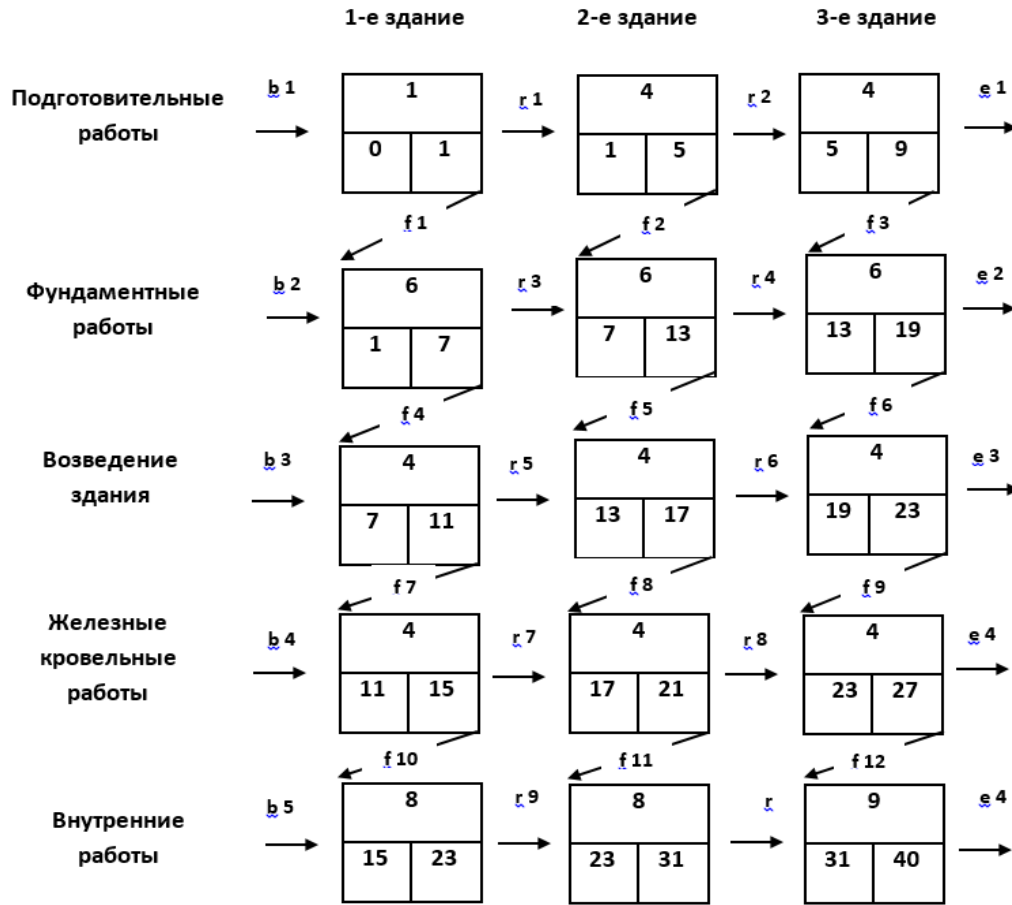 1-е здание 2-е здание 3-е здание
Подготовительные
работы
b 1 1 r 1 4 r 2 4 e 1
0 1 1 5 5 9
f 1 f 2 f 3
Фундаментные
работы
b 2 6 r 3 6 r 4 6 e 2
1 7 7 13 13 19
f 4 f 5 f 6
Возведение
здания
b 3 4 r 5 4 r 6 4 e 3
7 11 13 17 19 23
f 7 f 8 f 9
Железные
кровельные
работы
b 4 4 r 7 4 r 8 4 e 4
11 15 17 21 23 27
f 10 f 11 f 12
Внутренние
работы
b 5 8 r 9 8 r 9 e 4
15 23 23 31 31 40